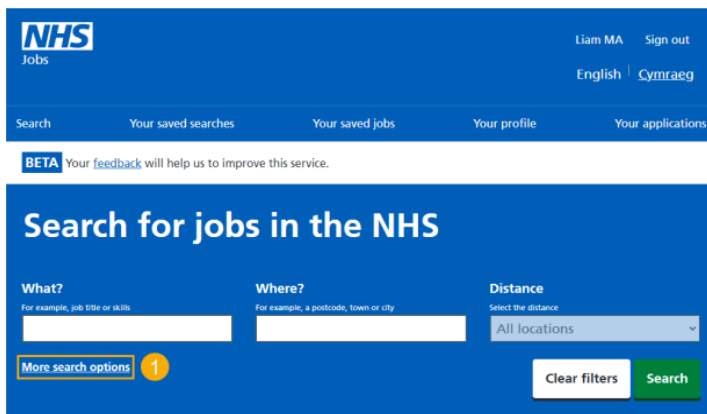 NHS
Jobs
Liam MA Sign out
English Cymraeg
Search Your saved searches Your saved jobs Your profile Your applications
BETA Your feedback will help us to improve this service.
Search for jobs in the NHS
What? Where? Distance
For example, job title or skills For example, a postcode, town or city Select the distance
All locations
More search options 1
Clear filters Search